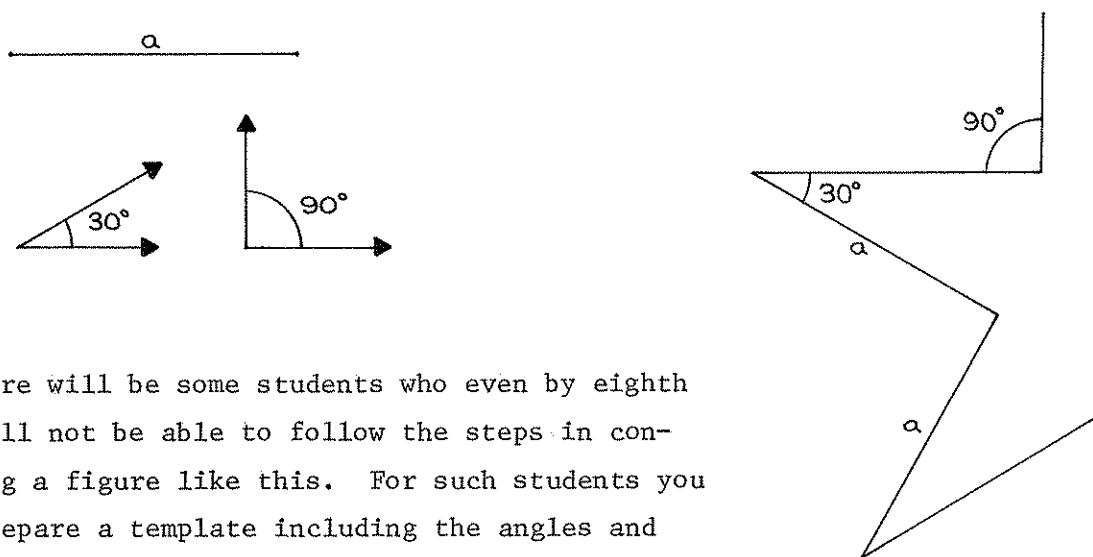 a
30°
90°
90°
30°
a
a
re will be some students who even by eighth
ll not be able to follow the steps in con-
g a figure like this. For such students you
epare a template including the angles and